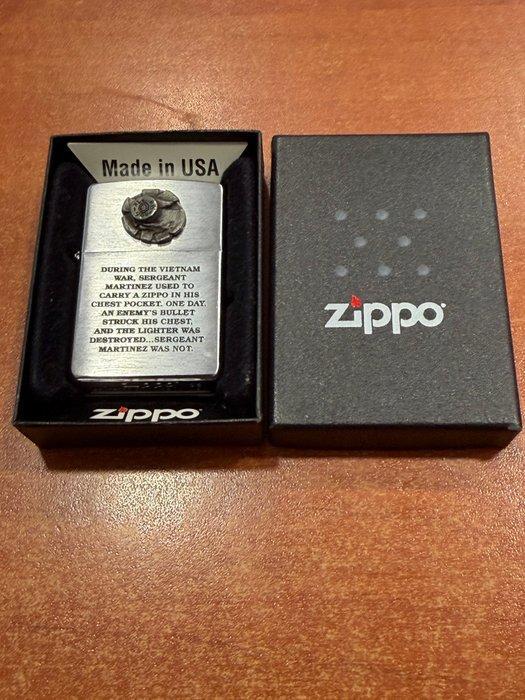 Made in USA
DURING THE VIETNAM
WAR, SERGEANT
MARTINEZ USED TO
CARRY A ZIPPO IN HIS
CHEST POCKET. ONE DAY,
AN ENEMY'S BULLET
STRUCK HIS CHEST,
AND THE LIGHTER WAS
DESTROYED...SERGEANT
MARTINEZ WAS NOT.
zippo
zippo